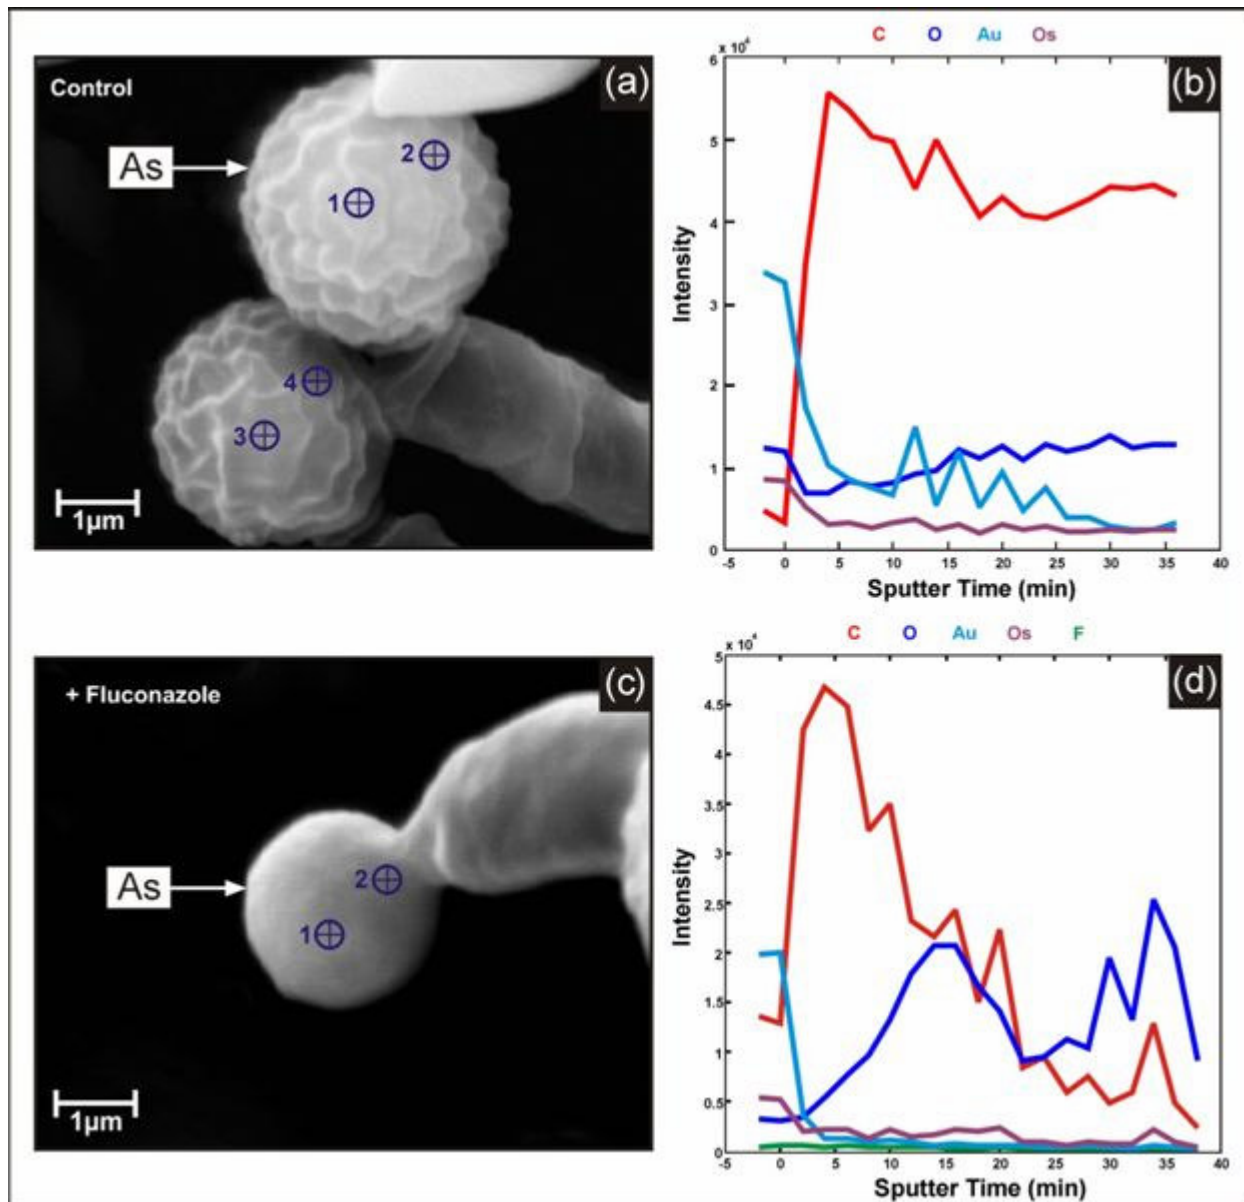 Control
(a)
As
2
1
4
3
1µm
C O Au Os
x 10⁴
(b)
6
5
4
3
2
1
0
Intensity
-5 0 5 10 15 20 25 30 35 40
Sputter Time (min)
+ Fluconazole
(c)
As
2
1
1µm
C O Au Os F
x 10⁴
(d)
5
4.5
4
3.5
3
2.5
2
1.5
1
0.5
0
Intensity
-5 0 5 10 15 20 25 30 35 40
Sputter Time (min)